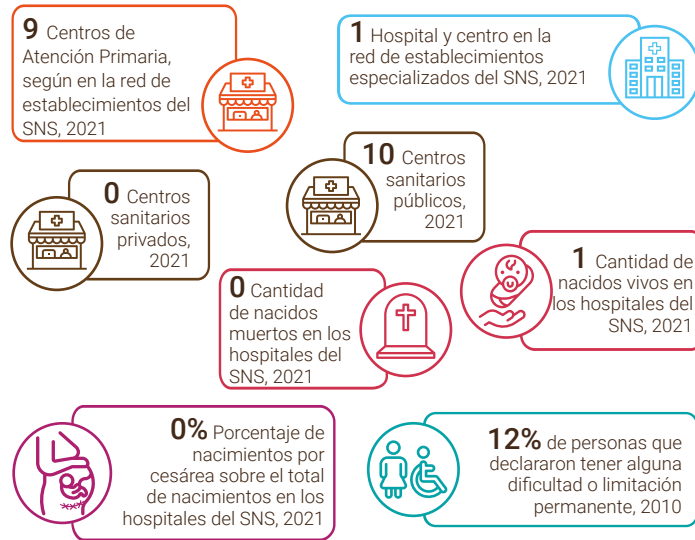 9 Centros de
Atención Primaria,
según en la red de
establecimientos del
SNS, 2021
1 Hospital y centro en la
red de establecimientos
especializados del SNS, 2021
0 Centros
sanitarios
privados,
2021
10 Centros
sanitarios
públicos,
2021
0 Cantidad
de nacidos
muertos en los
hospitales del
SNS, 2021
1 Cantidad de
nacidos vivos en
los hospitales del
SNS, 2021
0% Porcentaje de
nacimientos por
cesárea sobre el total
de nacimientos en los
hospitales del SNS, 2021
12% de personas que
declararon tener alguna
dificultad o limitación
permanente, 2010